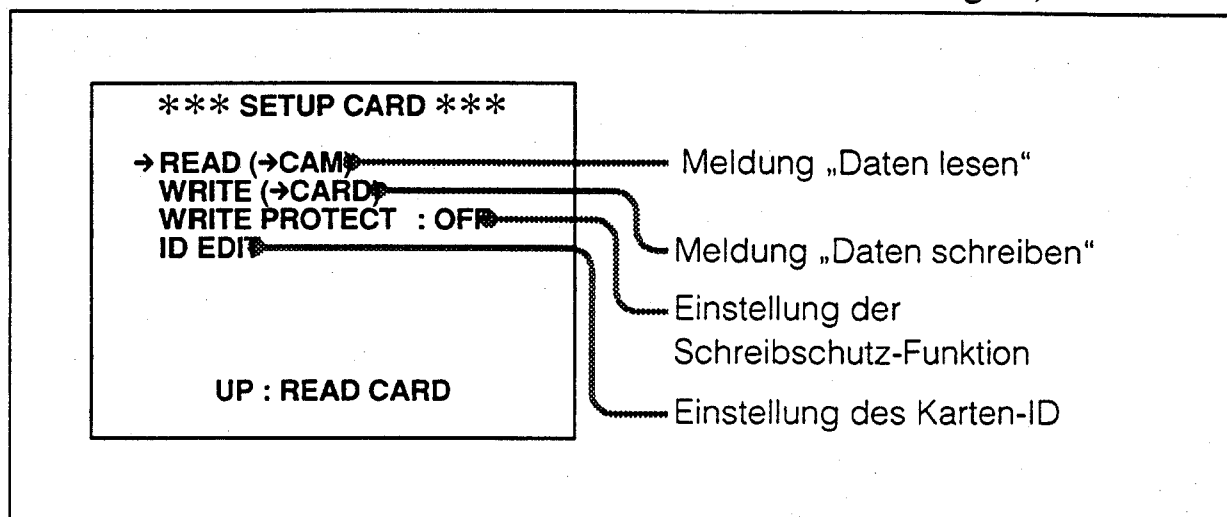 *** SETUP CARD ***
→READ (→CAM)
WRITE (→CARD)
WRITE PROTECT : OFF
ID EDIT
UP : READ CARD
Meldung „Daten lesen“
Meldung „Daten schreiben“
Einstellung der
Schreibschutz-Funktion
Einstellung des Karten-ID